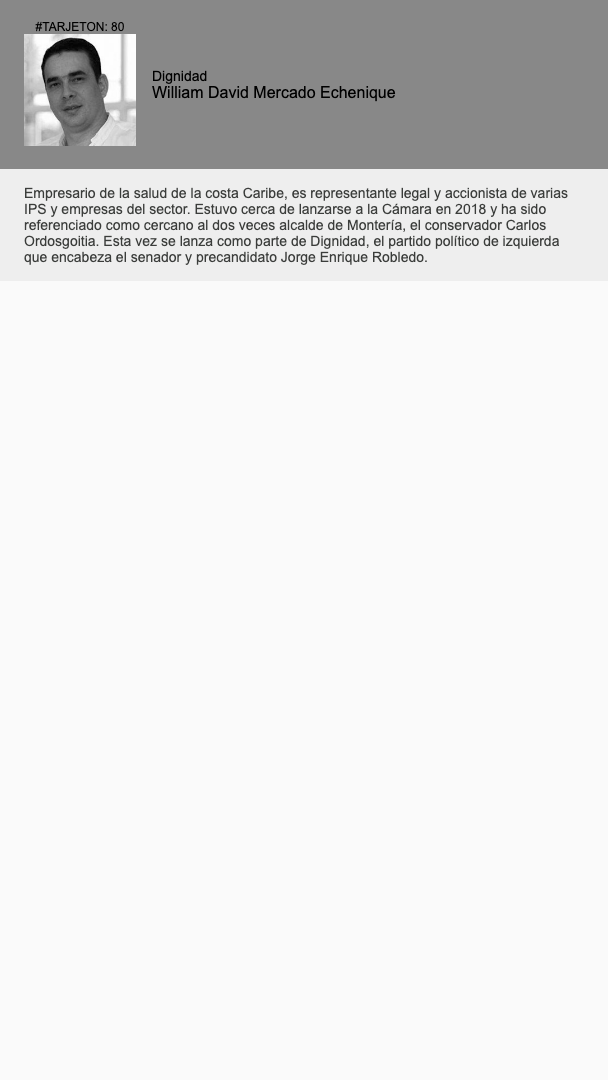 #TARJETON: 80
Dignidad
William David Mercado Echenique
Empresario de la salud de la costa Caribe, es representante legal y accionista de varias
IPS y empresas del sector. Estuvo cerca de lanzarse a la Cámara en 2018 y ha sido
referenciado como cercano al dos veces alcalde de Montería, el conservador Carlos
Ordosgoitia. Esta vez se lanza como parte de Dignidad, el partido político de izquierda
que encabeza el senador y precandidato Jorge Enrique Robledo.